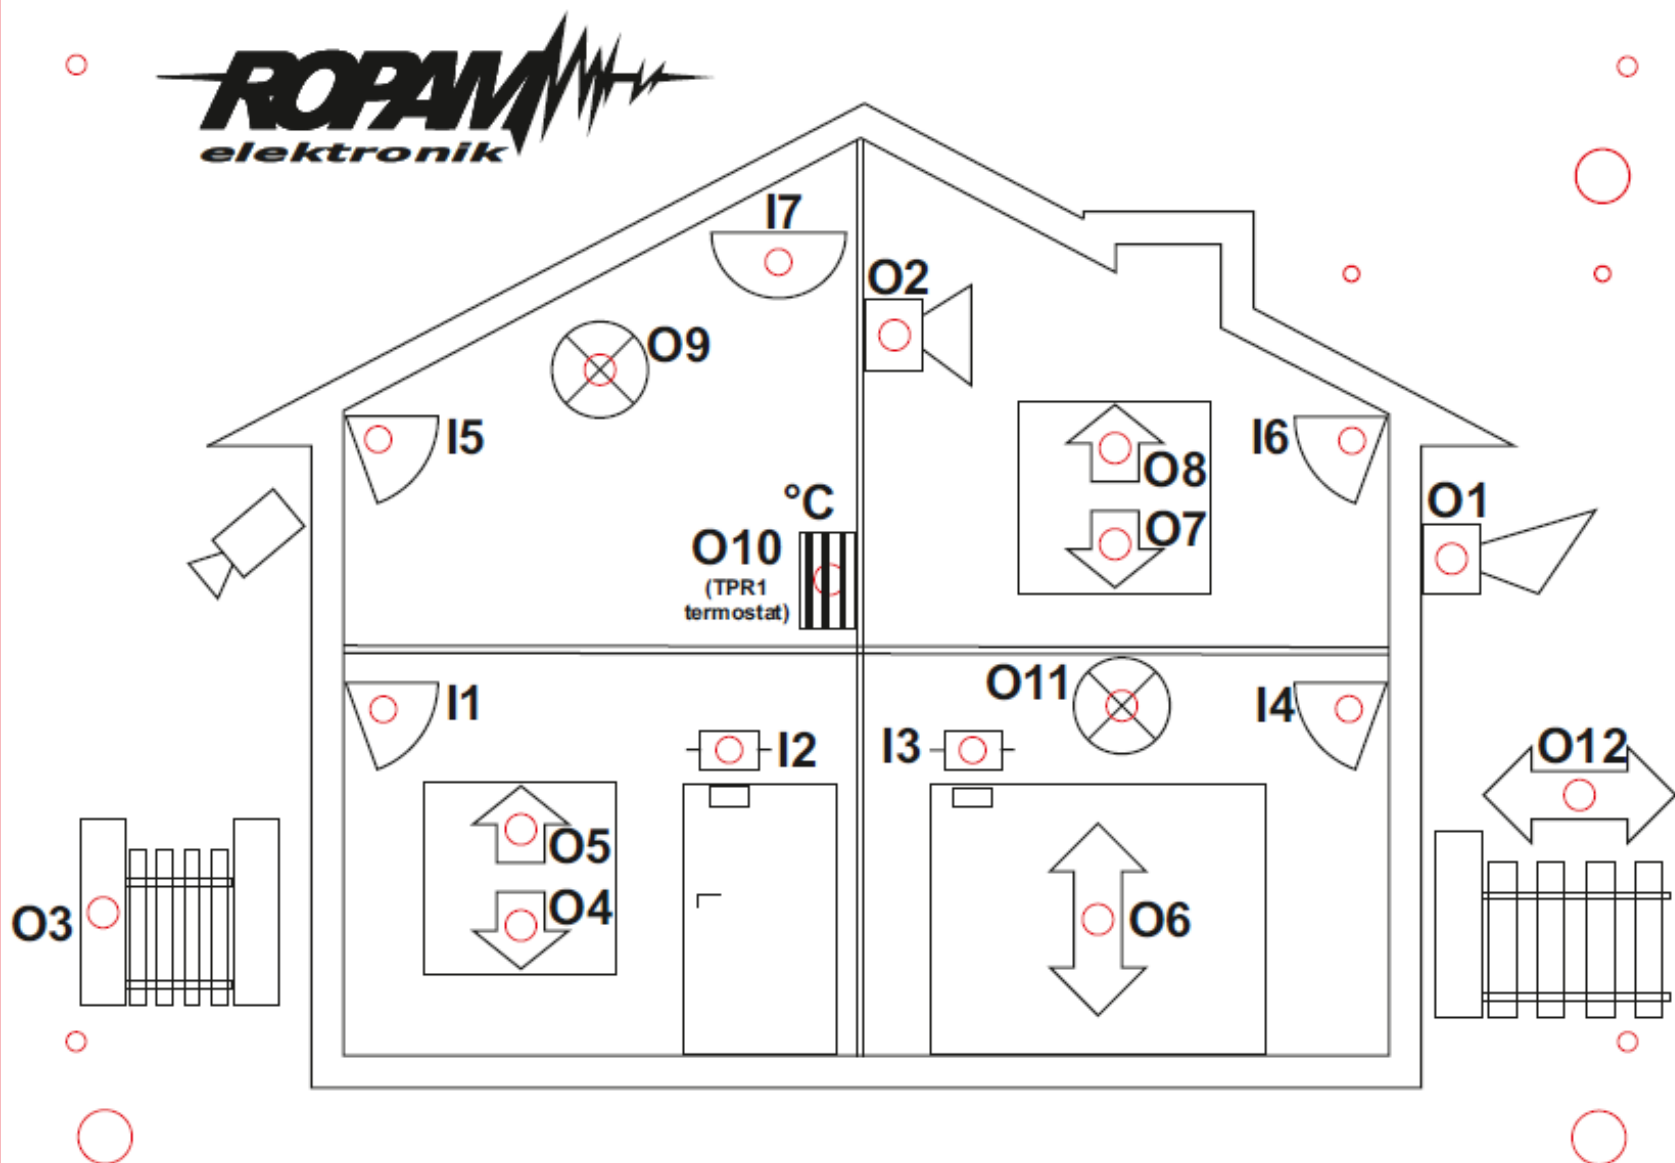 ROPAM
elektronik
I7
O2
O9
I5
I6
O8
O7
O1
°C
O10
(TPR1
termostat)
I1
O11
I4
I2
I3
O12
O5
O4
O3
O6